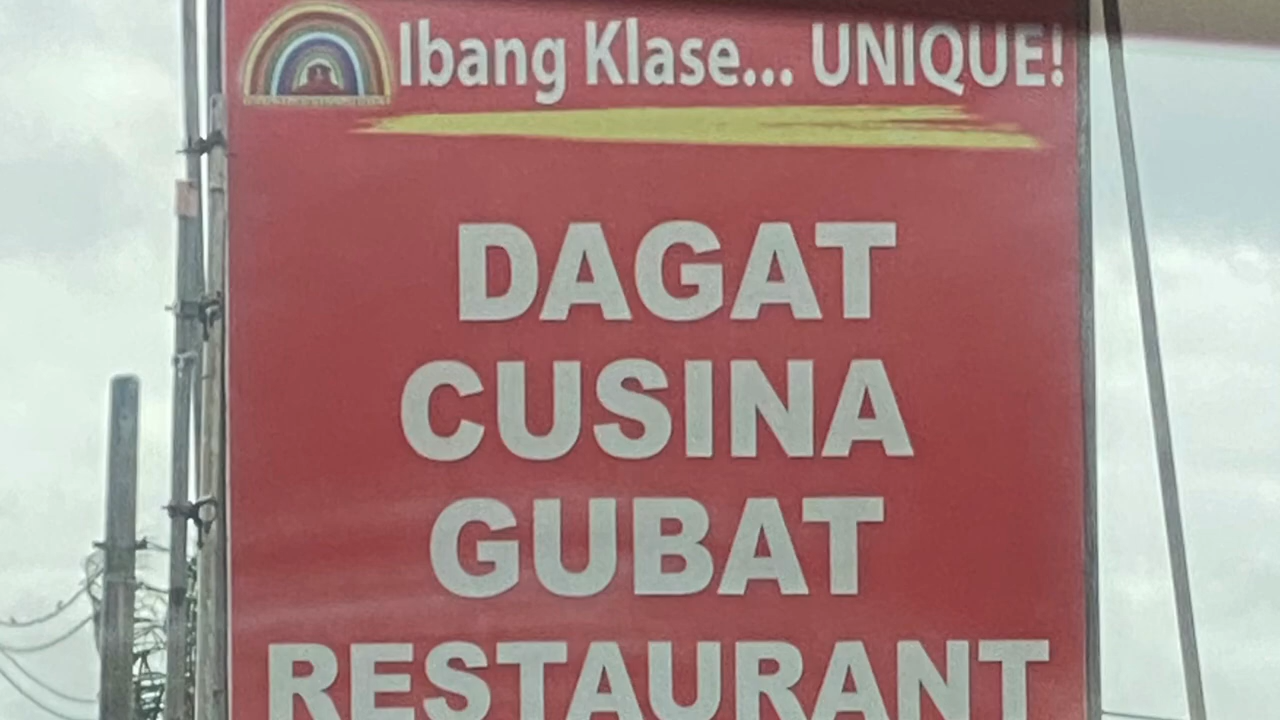 Ibang Klase... UNIQUE!
DAGAT
CUSINA
GUBAT
RESTAURANT